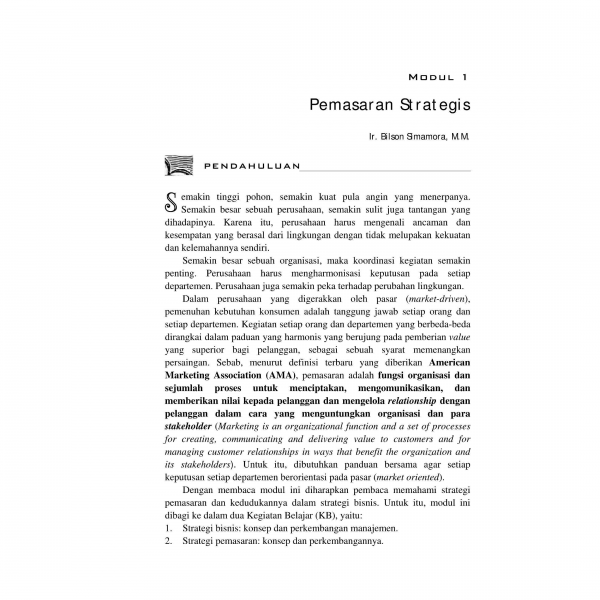 MODUL 1
Pemasaran Strategis
Ir. Bilson Simamora, M.M.
PENDAHULUAN
Semakin tinggi pohon, semakin kuat pula angin yang menerpanya.
Semakin besar sebuah perusahaan, semakin sulit juga tantangan yang
dihadapinya. Karena itu, perusahaan harus mengenali ancaman dan
kesempatan yang berasal dari lingkungan dengan tidak melupakan kekuatan
dan kelemahannya sendiri.
Semakin besar sebuah organisasi, maka koordinasi kegiatan semakin
penting. Perusahaan harus mengharmonisasi keputusan pada setiap
departemen. Perusahaan juga semakin peka terhadap perubahan lingkungan.
Dalam perusahaan yang digerakkan oleh pasar (market-driven),
pemenuhan kebutuhan konsumen adalah tanggung jawab setiap orang dan
setiap departemen. Kegiatan setiap orang dan departemen yang berbeda-beda
dirangkai dalam paduan yang harmonis yang berujung pada pemberian value
yang superior bagi pelanggan, sebagai sebuah syarat memenangkan
persaingan. Sebab, menurut definisi terbaru yang diberikan American
Marketing Association (AMA), pemasaran adalah fungsi organisasi dan
sejumlah proses untuk menciptakan, mengomunikasikan, dan
memberikan nilai kepada pelanggan dan mengelola relationship dengan
pelanggan dalam cara yang menguntungkan organisasi dan para
stakeholder (Marketing is an organizational function and a set of processes
for creating, communicating and delivering value to customers and for
managing customer relationships in ways that benefit the organization and
its stakeholders). Untuk itu, dibutuhkan panduan bersama agar setiap
keputusan setiap departemen berorientasi pada pasar (market oriented).
Dengan membaca modul ini diharapkan pembaca memahami strategi
pemasaran dan kedudukannya dalam strategi bisnis. Untuk itu, modul ini
dibagi ke dalam dua Kegiatan Belajar (KB), yaitu:
1. Strategi bisnis: konsep dan perkembangan manajemen.
2. Strategi pemasaran: konsep dan perkembangannya.